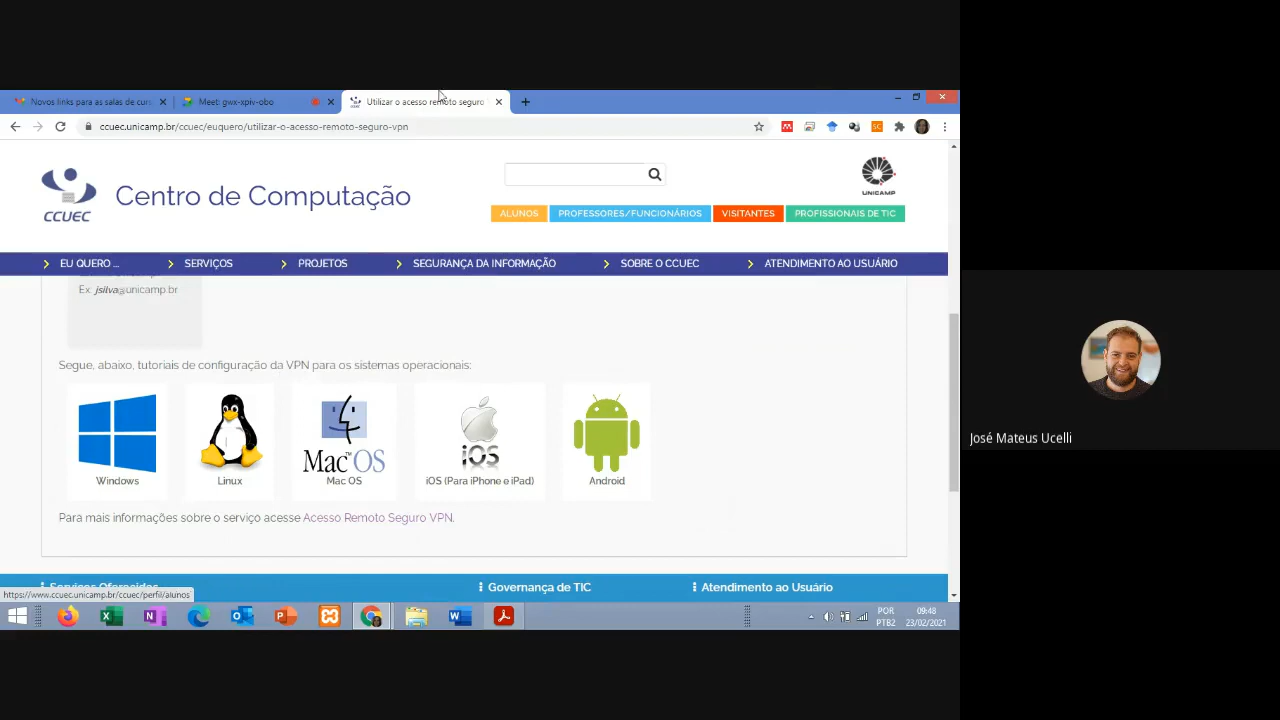 Novos links para as salas de curs
Meet: gwx-xpiv-obo
Utilizar o acesso remoto seguro
ccuec.unicamp.br/ccuec/euquero/utilizar-o-acesso-remoto-seguro-vpn
CCUEC
Centro de Computação
UNICAMP
ALUNOS
PROFESSORES/FUNCIONÁRIOS
VISITANTES
PROFISSIONAIS DE TIC
EU QUERO ...
SERVIÇOS
PROJETOS
SEGURANÇA DA INFORMAÇÃO
SOBRE O CCUEC
ATENDIMENTO AO USUÁRIO
Ex: jsilva@unicamp.br
Segue, abaixo, tutoriais de configuração da VPN para os sistemas operacionais:
Mac™OS
iOS
Windows
Linux
Mac OS
iOS (Para iPhone e iPad)
Android
Para mais informações sobre o serviço acesse Acesso Remoto Seguro VPN.
Serviços Oferecidos
Governança de TIC
Atendimento ao Usuário
https://www.ccuec.unicamp.br/ccuec/perfil/alunos
POR
PTB2
09:48
23/02/2021
José Mateus Ucelli